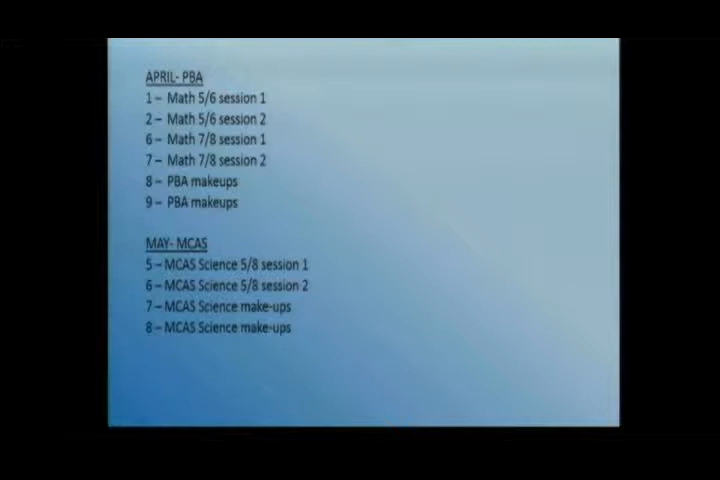 APRIL- PBA
1 – Math 5/6 session 1
2 – Math 5/6 session 2
6 – Math 7/8 session 1
7 – Math 7/8 session 2
8 – PBA makeups
9 – PBA makeups
MAY- MCAS
5 – MCAS Science 5/8 session 1
6 – MCAS Science 5/8 session 2
7 – MCAS Science make-ups
8 – MCAS Science make-ups